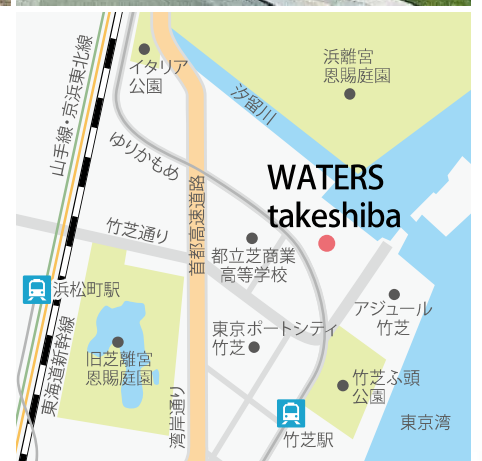 イタリア
公園
浜離宮
恩賜庭園
汐留川
山手線・京浜東北線
ゆりかもめ
首都高速道路
WATERS
takeshiba
竹芝通り
都立芝商業
高等学校
浜松町駅
アジュール
竹芝
東京ポートシティ
竹芝
旧芝離宮
恩賜庭園
東海道新幹線
竹芝ふ頭
公園
湾岸通り
竹芝駅
東京湾